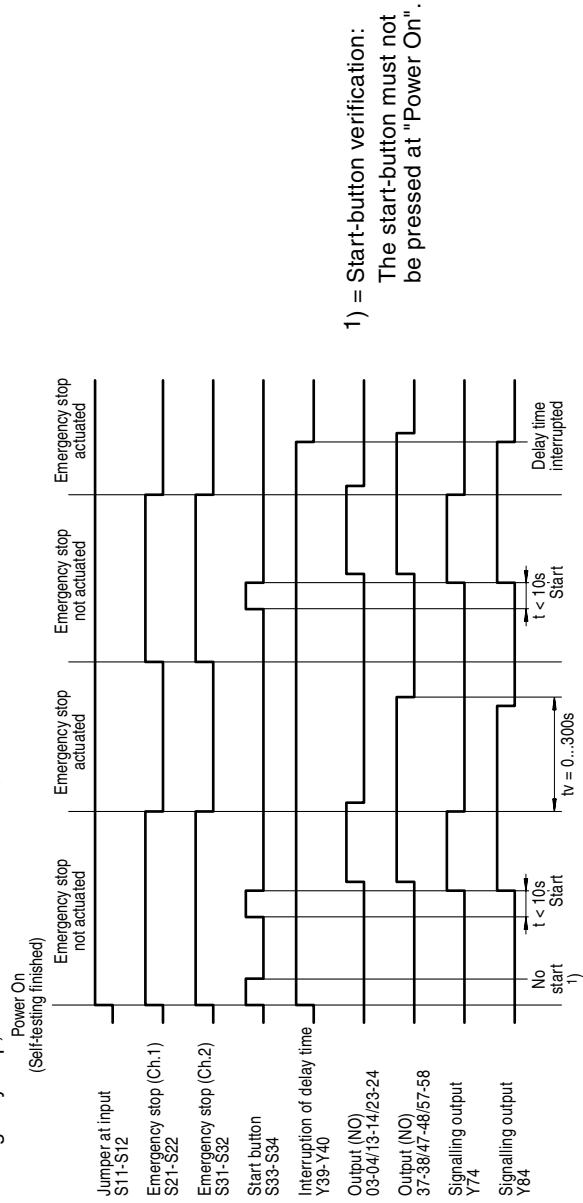 Power On
(Self-testing finished)
Emergency stop
not actuated
Emergency stop
actuated
Emergency stop
not actuated
Emergency stop
actuated
Jumper at input
S11-S12
Emergency stop (Ch.1)
S21-S22
Emergency stop (Ch.2)
S31-S32
Start button
S33-S34
Interruption of delay time
Y39-Y40
Output (NO)
03-04/13-14/23-24
Output (NO)
37-38/47-48/57-58
Signalling output
Y74
Signalling output
Y84
No
start
1)
t < 10s
Start
tv = 0...300s
t < 10s
Start
Delay time
interrupted
1) = Start-button verification:
The start-button must not
be pressed at "Power On".